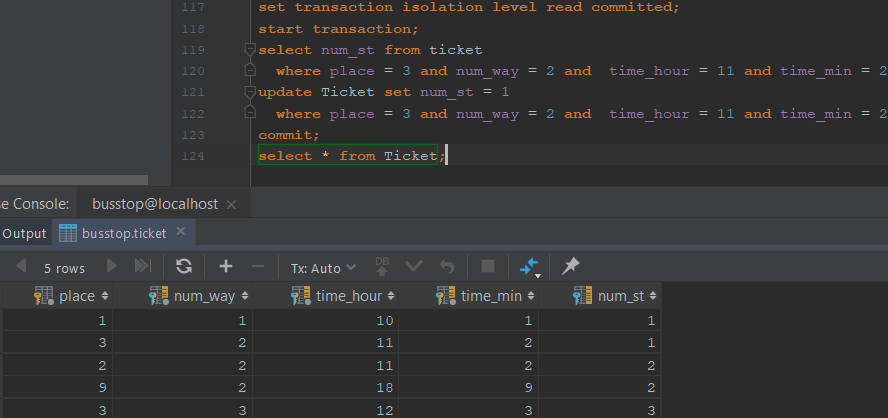 117 set transaction isolation level read committed;
118 start transaction;
119 select num_st from ticket
120 where place = 3 and num_way = 2 and  time_hour = 11 and time_min = 2
121 update Ticket set num_st = 1
122 where place = 3 and num_way = 2 and  time_hour = 11 and time_min = 2
123 commit;
124 select * from Ticket;
se Console: busstop@localhost ×
Output busstop.ticket ×
5 rows Tx: Auto DB
place num_way time_hour time_min num_st
1 1 10 1 1
3 2 11 2 1
2 2 11 2 2
9 2 18 9 2
3 3 12 3 3